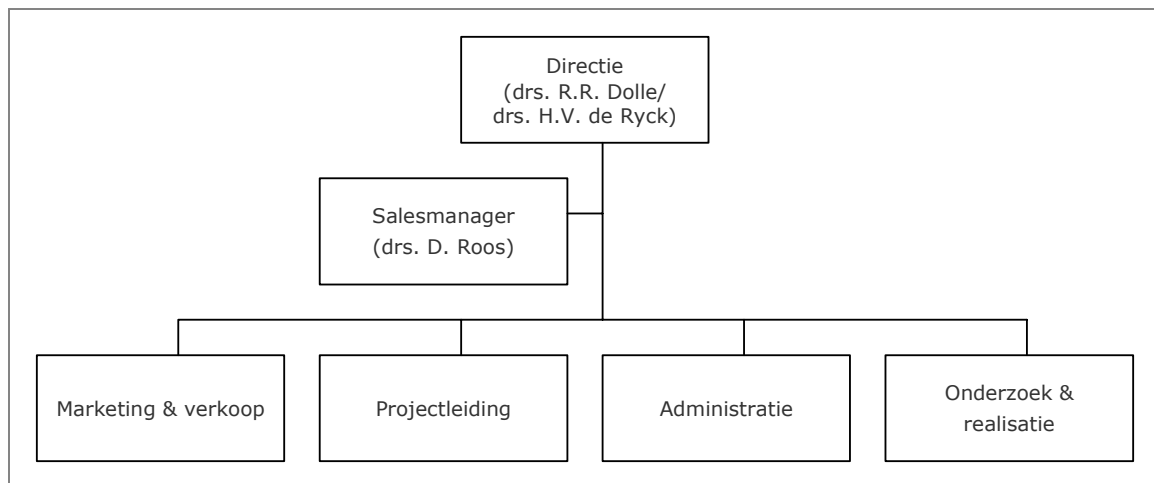 Directie
(drs. R.R. Dolle/
drs. H.V. de Ryck)
Salesmanager
(drs. D. Roos)
Marketing & verkoop
Projectleiding
Administratie
Onderzoek &
realisatie